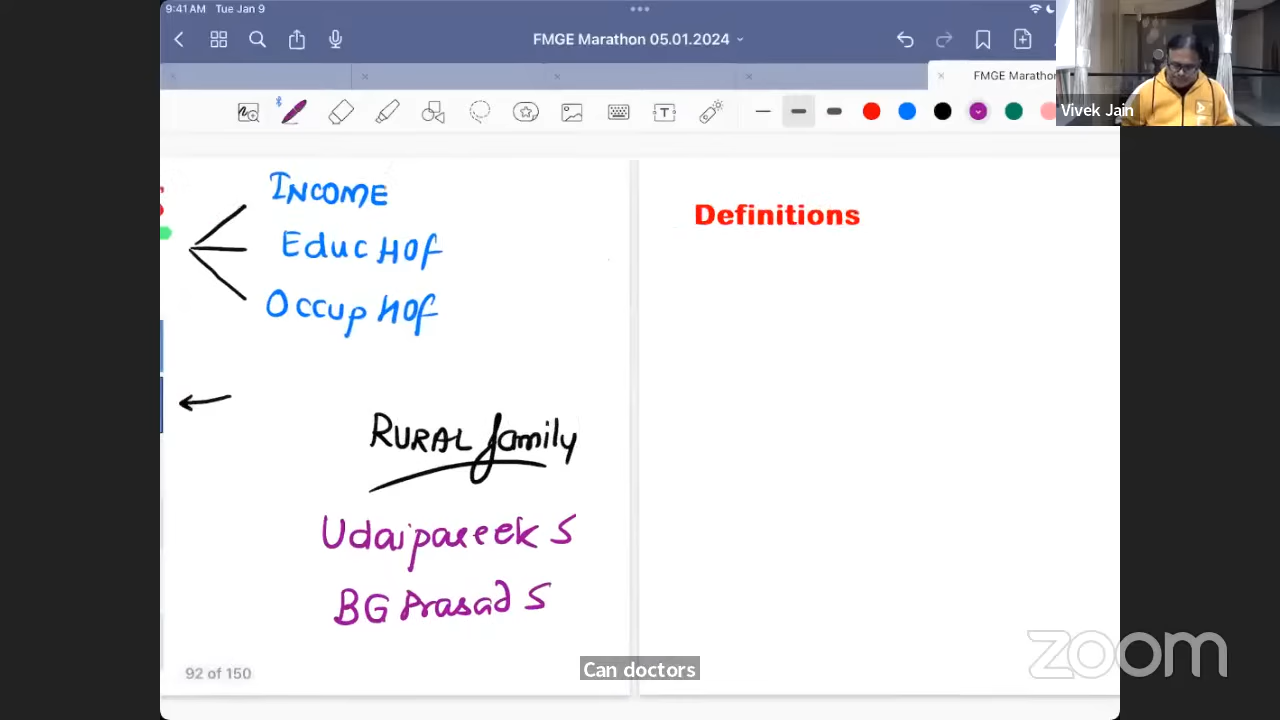 9:41 AM Tue Jan 9
FMGE Marathon 05.01.2024
FMGE Marathon
Vivek Jain
INCOME
Educ HOF
Occup HOF
RURAL family
Udaipareek S
BG Prasad S
92 of 150
Definitions
Can doctors
zoom